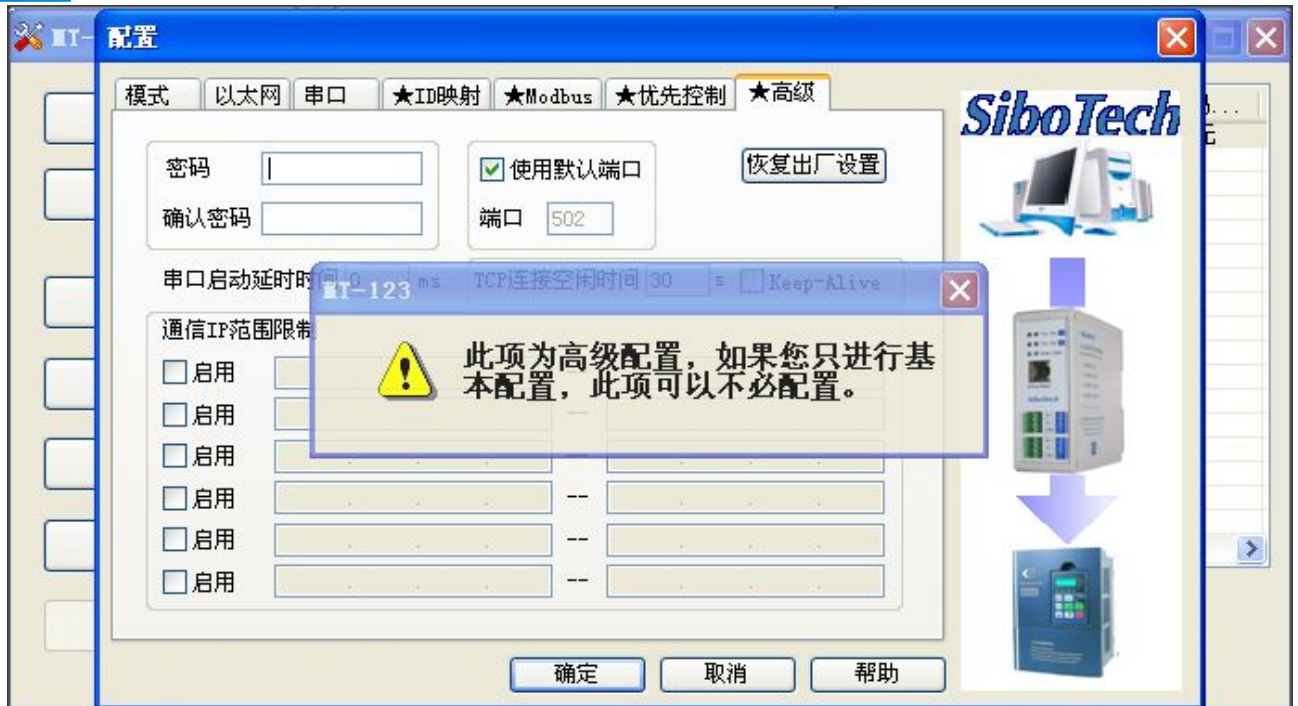 MT-
配置
模式 以太网 串口 ★ID映射 ★Modbus ★优先控制 ★高级
SiboTech
密码
使用默认端口
恢复出厂设置
确认密码
端口 502
串口启动延时时间 0 ms TCP连接空闲时间 30 s Keep-Alive
MT-123
通信IP范围限制
此项为高级配置，如果您只进行基
本配置，此项可以不必配置。
启用
启用 --
启用 --
启用 --
启用 --
启用 --
确定 取消 帮助